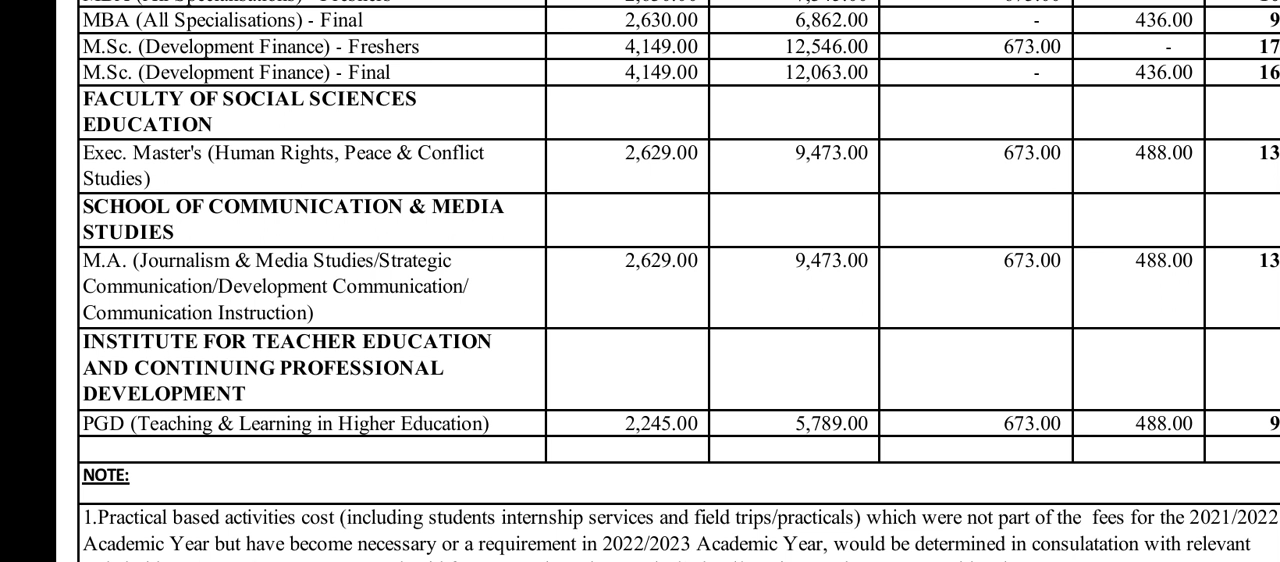 MBA (All Specialisations) - Final 2,630.00 6,862.00 - 436.00 9
M.Sc. (Development Finance) - Freshers 4,149.00 12,546.00 673.00 - 17
M.Sc. (Development Finance) - Final 4,149.00 12,063.00 - 436.00 16
FACULTY OF SOCIAL SCIENCES
EDUCATION
Exec. Master's (Human Rights, Peace & Conflict 2,629.00 9,473.00 673.00 488.00 13
Studies)
SCHOOL OF COMMUNICATION & MEDIA
STUDIES
M.A. (Journalism & Media Studies/Strategic 2,629.00 9,473.00 673.00 488.00 13
Communication/Development Communication/
Communication Instruction)
INSTITUTE FOR TEACHER EDUCATION
AND CONTINUING PROFESSIONAL
DEVELOPMENT
PGD (Teaching & Learning in Higher Education) 2,245.00 5,789.00 673.00 488.00 9
NOTE:
1.Practical based activities cost (including students internship services and field trips/practicals) which were not part of the fees for the 2021/2022
Academic Year but have become necessary or a requirement in 2022/2023 Academic Year, would be determined in consulatation with relevant